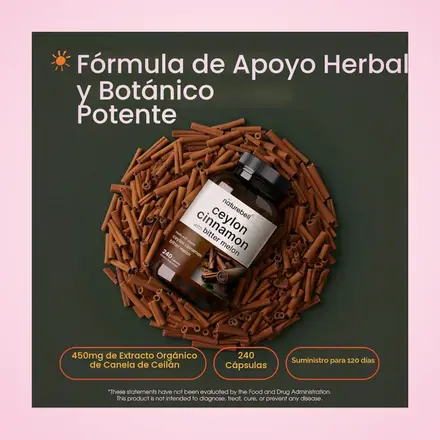 Fórmula de Apoyo Herbal
y Botánico
Potente
naturebell
ceylon
cinnamon
with bitter melon
240
450mg de Extracto Orgánico
de Canela de Ceilán
240
Cápsulas
Suministro para 120 días
*These statements have not been evaluated by the Food and Drug Administration.
This product is not intended to diagnose, treat, cure, or prevent any disease.